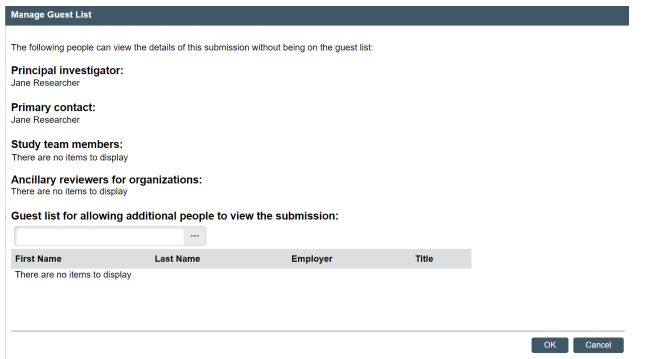 Manage Guest List
The following people can view the details of this submission without being on the guest list:
Principal investigator:
Jane Researcher
Primary contact:
Jane Researcher
Study team members:
There are no items to display
Ancillary reviewers for organizations:
There are no items to display
Guest list for allowing additional people to view the submission:
...
First Name Last Name Employer Title
There are no items to display
OK Cancel